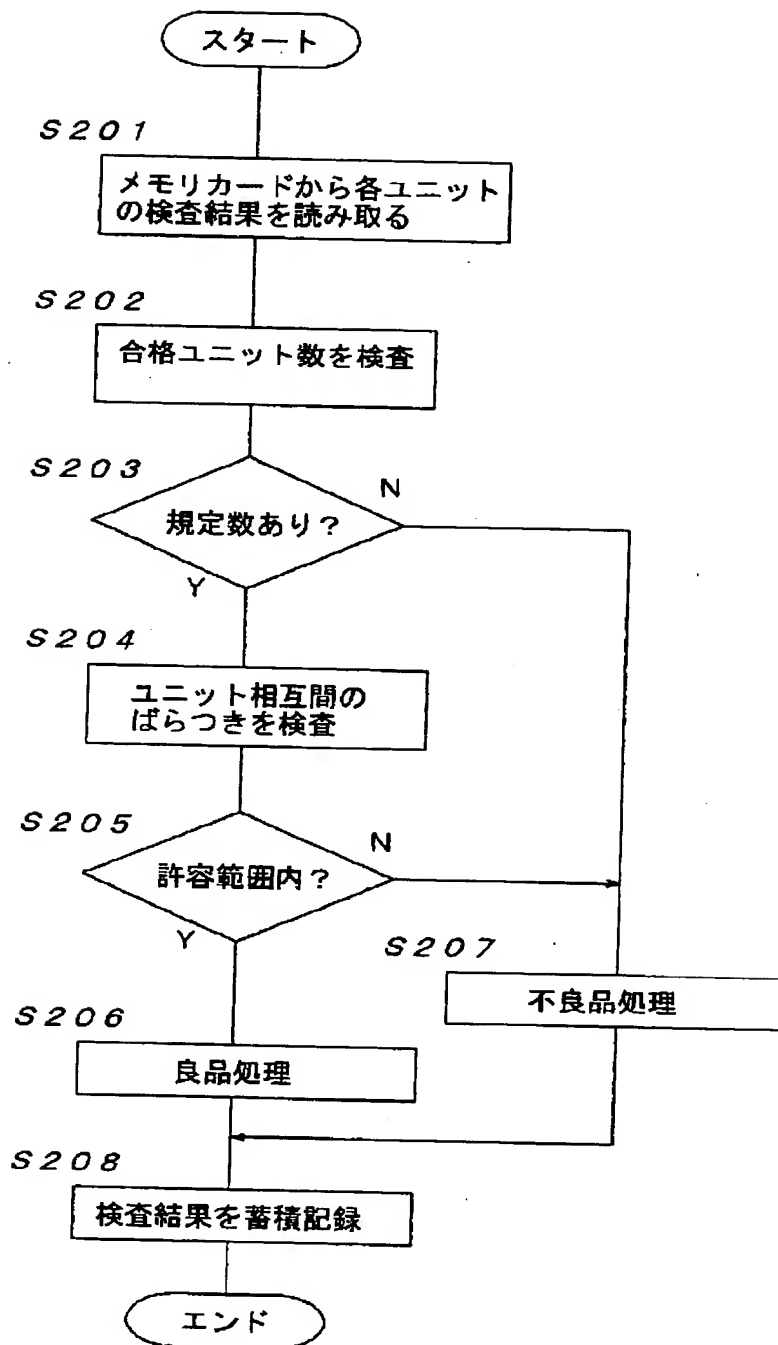 スタート
S201
メモリカードから各ユニット
の検査結果を読み取る
S202
合格ユニット数を検査
S203
規定数あり？
N
Y
S204
ユニット相互間の
ばらつきを検査
S205
許容範囲内？
N
Y
S207
不良品処理
S206
良品処理
S208
検査結果を蓄積記録
エンド